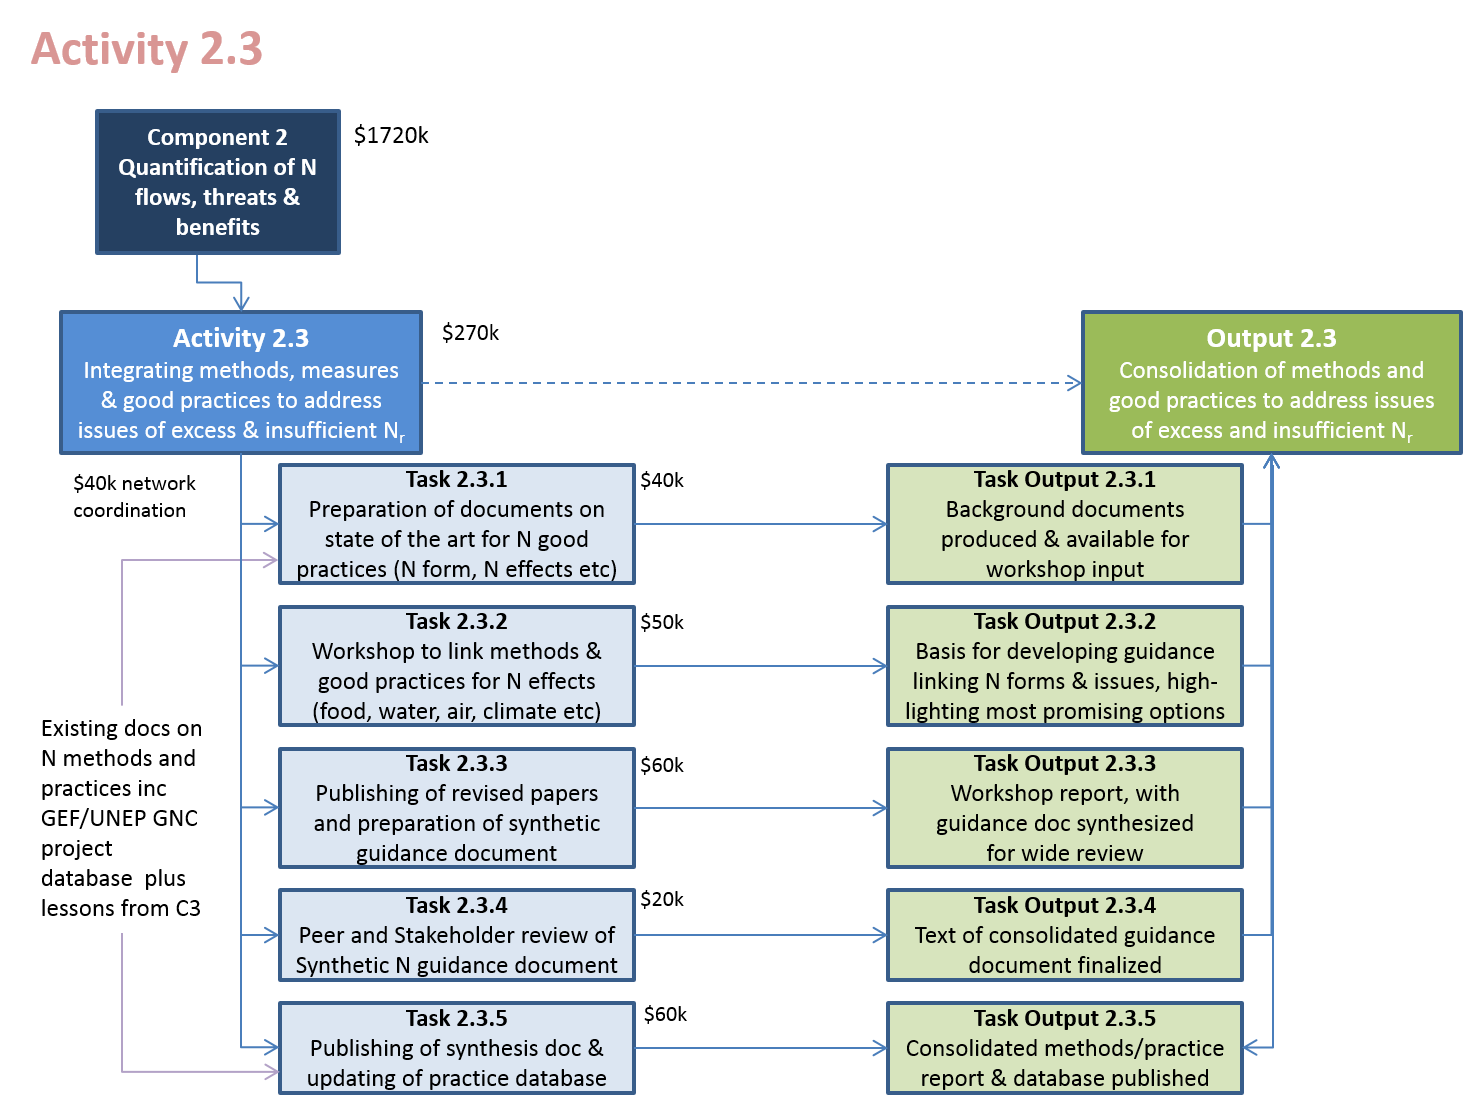 Activity 2.3
Component 2
Quantification of N
flows, threats &
benefits
$1720k
Activity 2.3
Integrating methods, measures
& good practices to address
issues of excess & insufficient Nr
$270k
Output 2.3
Consolidation of methods and
good practices to address issues
of excess and insufficient Nr
$40k network
coordination
Task 2.3.1
Preparation of documents on
state of the art for N good
practices (N form, N effects etc)
$40k
Task Output 2.3.1
Background documents
produced & available for
workshop input
Task 2.3.2
Workshop to link methods &
good practices for N effects
(food, water, air, climate etc)
$50k
Task Output 2.3.2
Basis for developing guidance
linking N forms & issues, high-
lighting most promising options
Existing docs on
N methods and
practices inc
GEF/UNEP GNC
project
database  plus
lessons from C3
Task 2.3.3
Publishing of revised papers
and preparation of synthetic
guidance document
$60k
Task Output 2.3.3
Workshop report, with
guidance doc synthesized
for wide review
Task 2.3.4
Peer and Stakeholder review of
Synthetic N guidance document
$20k
Task Output 2.3.4
Text of consolidated guidance
document finalized
Task 2.3.5
Publishing of synthesis doc &
updating of practice database
$60k
Task Output 2.3.5
Consolidated methods/practice
report & database published